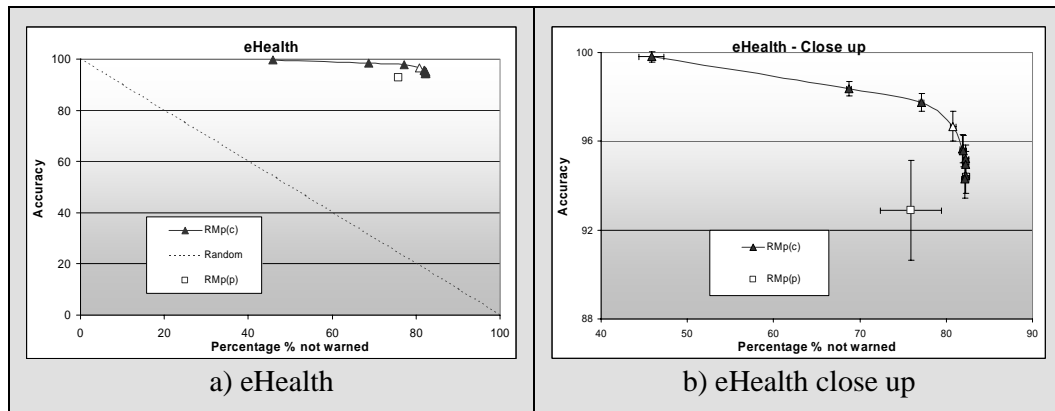 eHealth
100
80
60
40
20
0
Accuracy
RMp(c)
Random
RMp(p)
0 20 40 60 80 100
Percentage % not warned
a) eHealth
eHealth - Close up
100
96
92
88
Accuracy
RMp(c)
RMp(p)
40 50 60 70 80 90
Percentage % not warned
b) eHealth close up